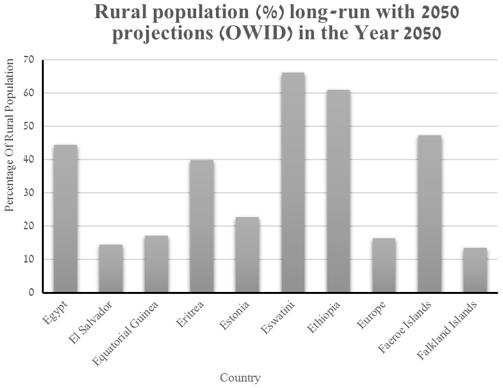 Rural population (%) long-run with 2050
projections (OWID) in the Year 2050
Percentage Of Rural Population
70
60
50
40
30
20
10
0
Egypt
El Salvador
Equatorial Guinea
Eritrea
Estonia
Eswatini
Ethiopia
Europe
Faeroe Islands
Falkland Islands
Country